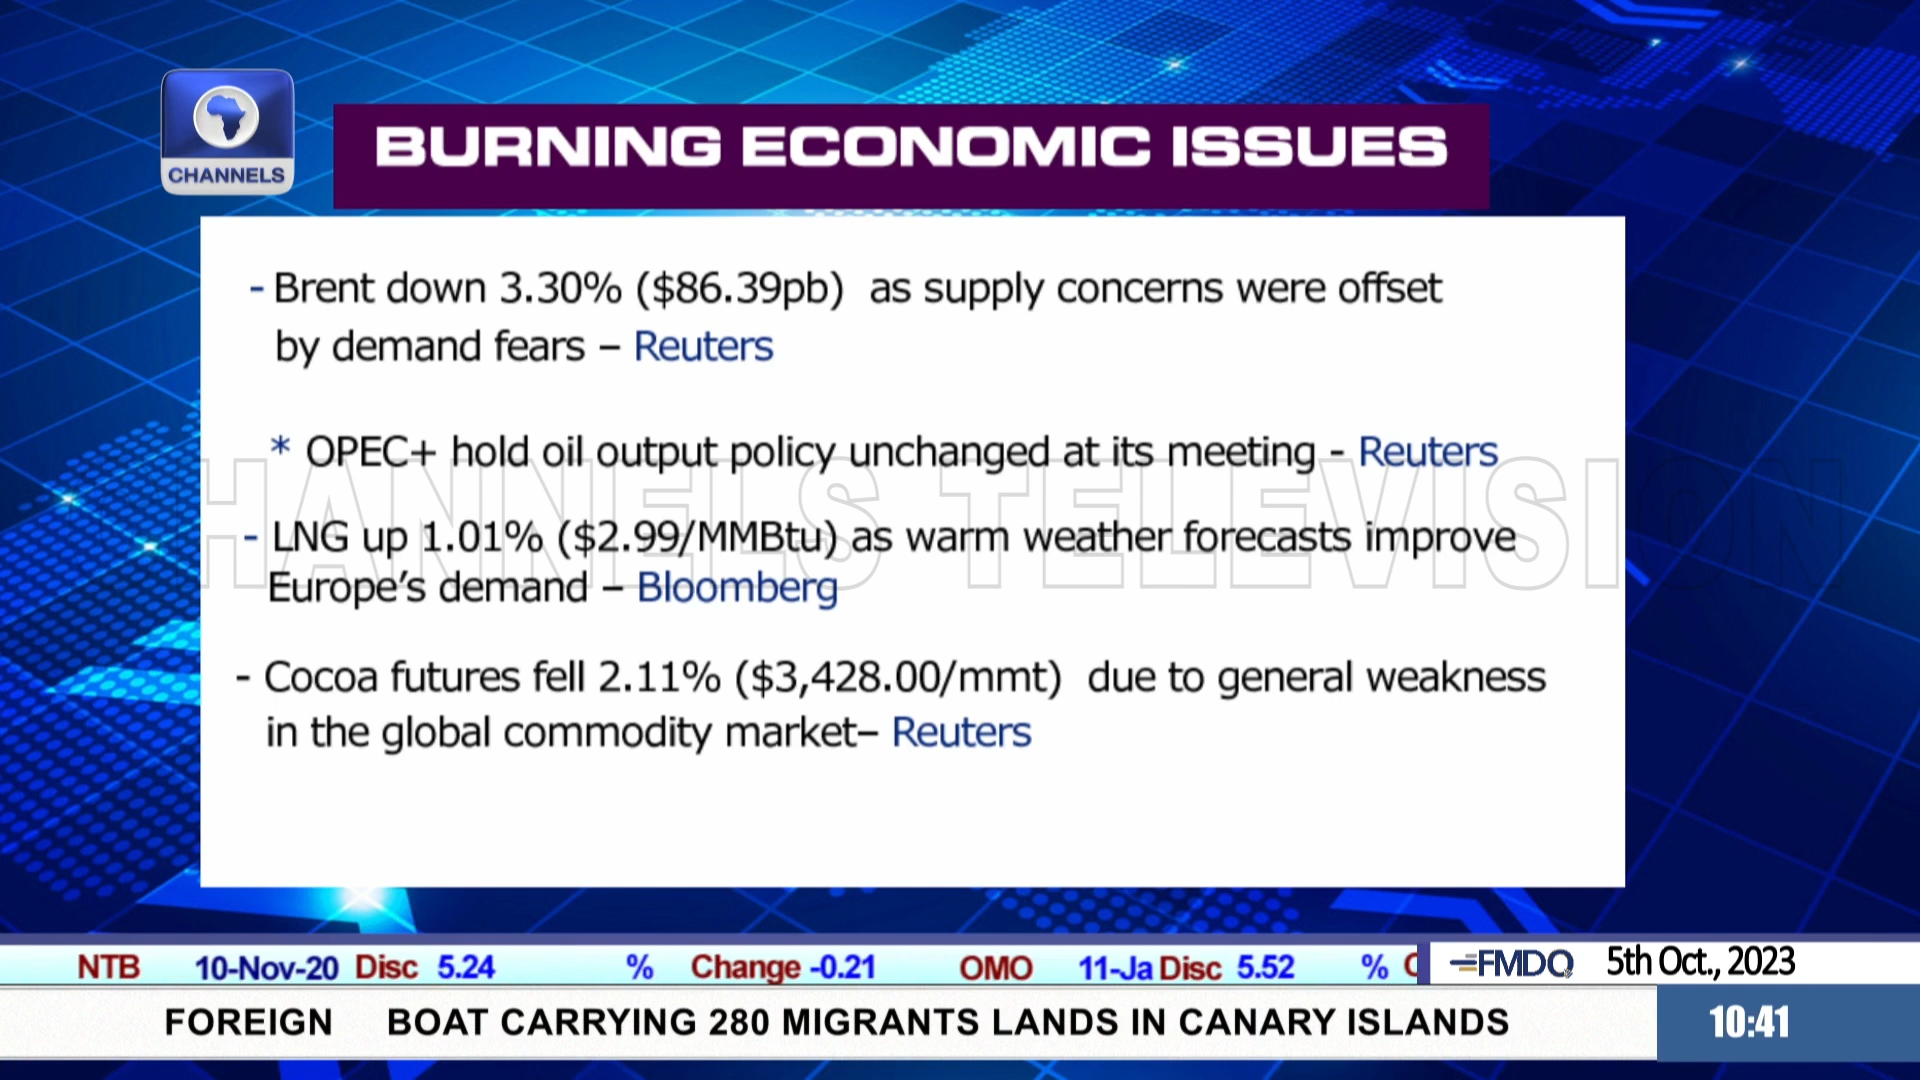 CHANNELS
BURNING ECONOMIC ISSUES
- Brent down 3.30% ($86.39pb) as supply concerns were offset
by demand fears – Reuters
* OPEC+ hold oil output policy unchanged at its meeting - Reuters
HANNELS TELEVISION
- LNG up 1.01% ($2.99/MMBtu) as warm weather forecasts improve
Europe's demand – Bloomberg
- Cocoa futures fell 2.11% ($3,428.00/mmt) due to general weakness
in the global commodity market– Reuters
NTB 10-Nov-20 Disc 5.24 % Change -0.21 OMO 11-Ja Disc 5.52 %
FMDQ 5th Oct., 2023
FOREIGN BOAT CARRYING 280 MIGRANTS LANDS IN CANARY ISLANDS
10:41